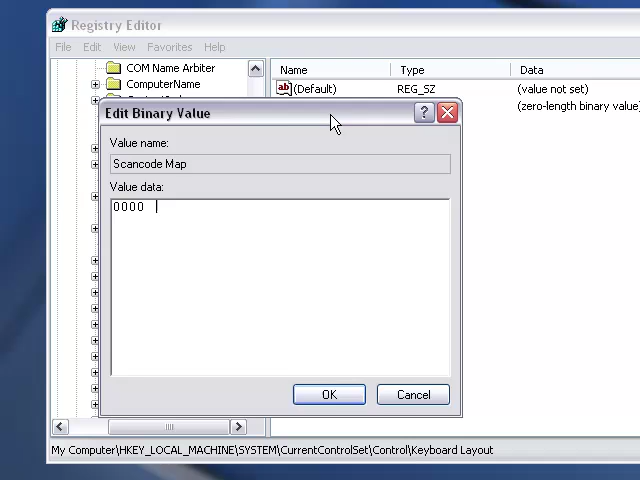 Registry Editor
File Edit View Favorites Help
COM Name Arbiter
ComputerName
Name Type Data
ab (Default) REG_SZ (value not set)
(zero-length binary value)
Edit Binary Value
Value name:
Scancode Map
Value data:
0000
OK Cancel
My Computer\HKEY_LOCAL_MACHINE\SYSTEM\CurrentControlSet\Control\Keyboard Layout